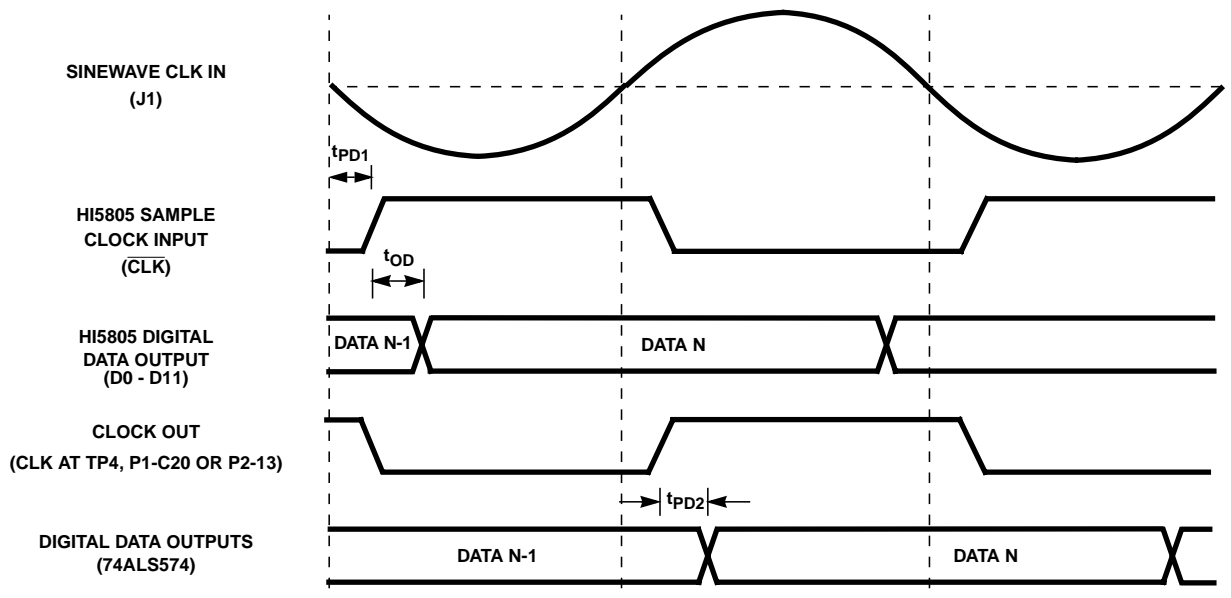 SINEWAVE CLK IN
(J1)
tPD1
HI5805 SAMPLE
CLOCK INPUT
(CLK)
tOD
HI5805 DIGITAL
DATA OUTPUT
(D0 - D11)
DATA N-1
DATA N
CLOCK OUT
(CLK AT TP4, P1-C20 OR P2-13)
tPD2
DIGITAL DATA OUTPUTS
(74ALS574)
DATA N-1
DATA N